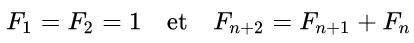 F₁ = F₂ = 1 et Fₙ₊₂ = Fₙ₊₁ + Fₙ